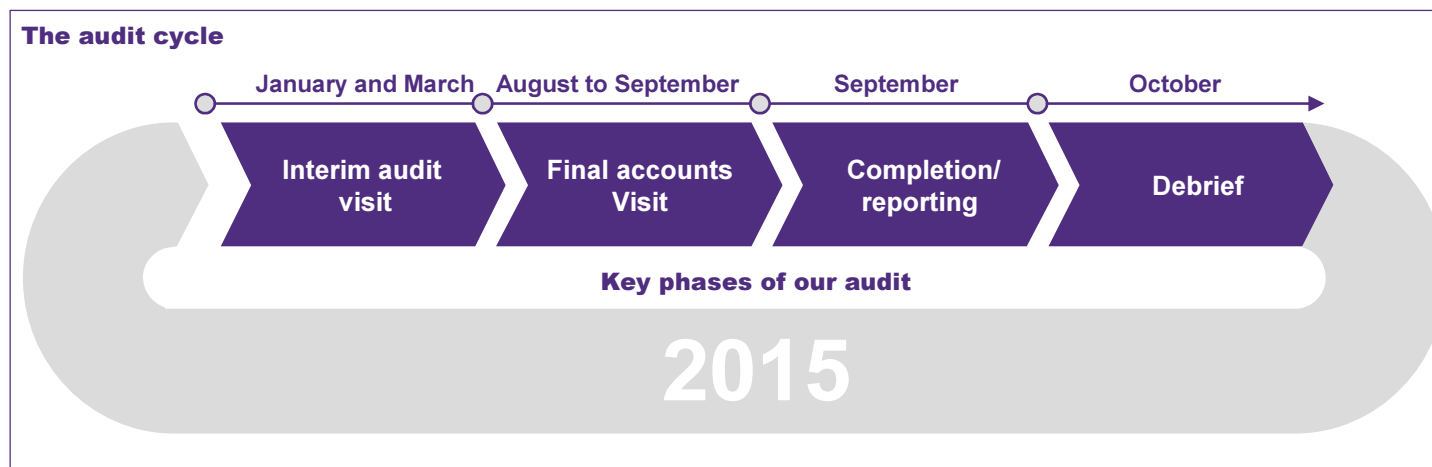 The audit cycle
January and March
August to September
September
October
Interim audit
visit
Final accounts
Visit
Completion/
reporting
Debrief
Key phases of our audit
2015